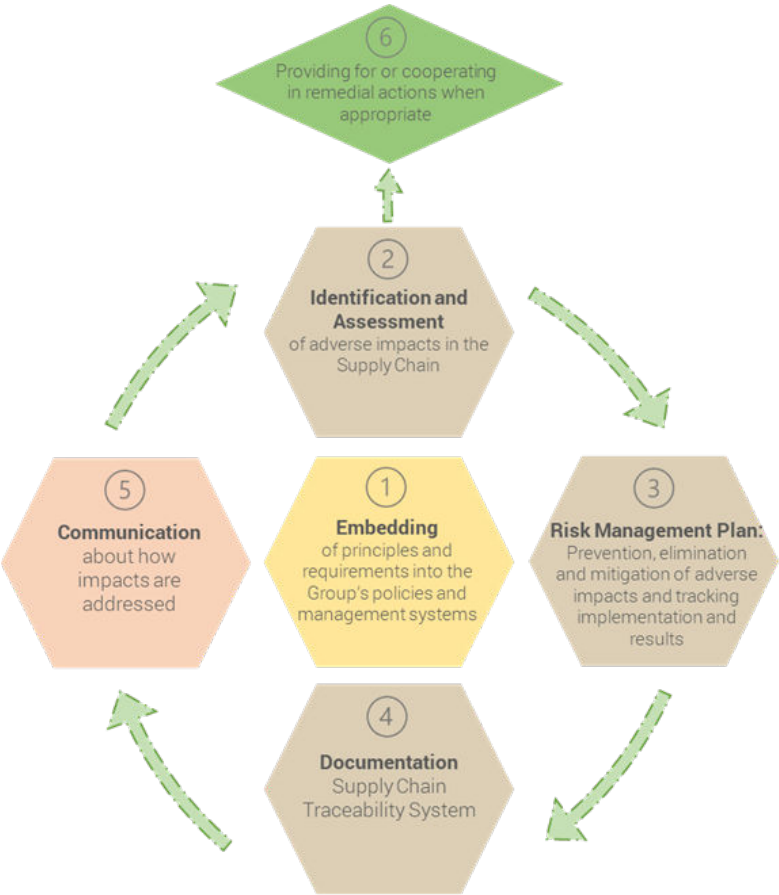 6
Providing for or cooperating
in remedial actions when
appropriate
2
Identification and
Assessment
of adverse impacts in the
Supply Chain
5
Communication
about how
impacts are
addressed
1
Embedding
of principles and
requirements into the
Group's policies and
management systems
3
Risk Management Plan:
Prevention, elimination
and mitigation of adverse
impacts and tracking
implementation and
results
4
Documentation
Supply Chain
Traceability System